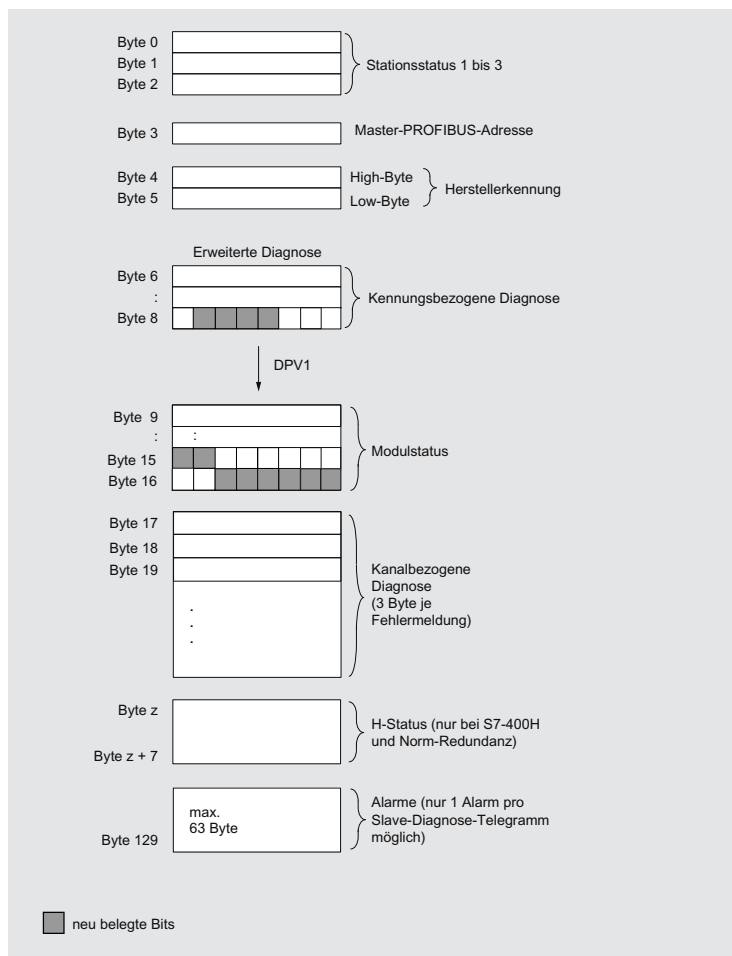 Byte 0
Byte 1
Byte 2
Stationsstatus 1 bis 3
Byte 3
Master-PROFIBUS-Adresse
Byte 4
High-Byte
Byte 5
Low-Byte
Herstellerkennung
Erweiterte Diagnose
Byte 6
:
Byte 8
Kennungsbezogene Diagnose
DPV1
Byte 9
: :
Byte 15
Byte 16
Modulstatus
Byte 17
Byte 18
Byte 19
.
.
.
Kanalbezogene
Diagnose
(3 Byte je
Fehlermeldung)
Byte z
Byte z + 7
H-Status (nur bei S7-400H
und Norm-Redundanz)
max.
63 Byte
Byte 129
Alarme (nur 1 Alarm pro
Slave-Diagnose-Telegramm
möglich)
neu belegte Bits